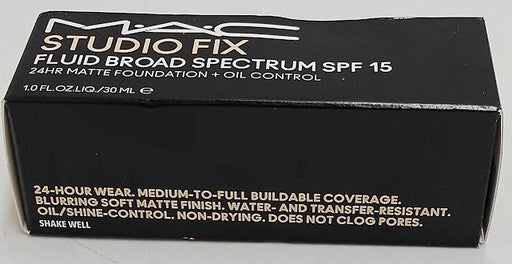 M·A·C
STUDIO FIX
FLUID BROAD SPECTRUM SPF 15
24HR MATTE FOUNDATION + OIL CONTROL
1.0 FL.OZ.LIQ./30 ML ℮
24-HOUR WEAR. MEDIUM-TO-FULL BUILDABLE COVERAGE.
BLURRING SOFT MATTE FINISH. WATER- AND TRANSFER-RESISTANT.
OIL/SHINE-CONTROL. NON-DRYING. DOES NOT CLOG PORES.
SHAKE WELL